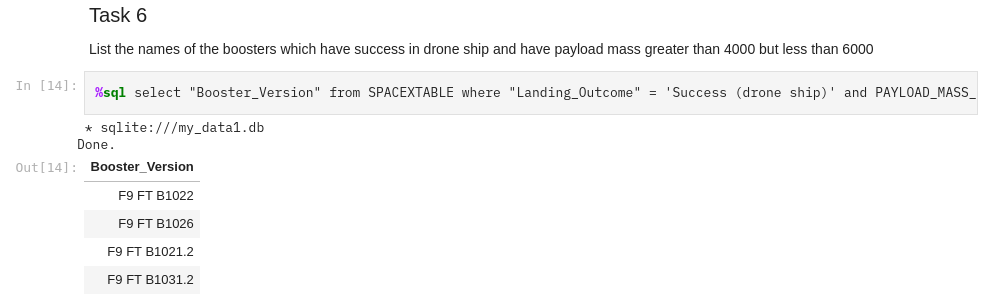 Task 6
List the names of the boosters which have success in drone ship and have payload mass greater than 4000 but less than 6000
In [14]: %sql select "Booster_Version" from SPACEXTABLE where "Landing_Outcome" = 'Success (drone ship)' and PAYLOAD_MASS_
* sqlite:///my_data1.db
Done.
Out[14]: Booster_Version
F9 FT B1022
F9 FT B1026
F9 FT B1021.2
F9 FT B1031.2